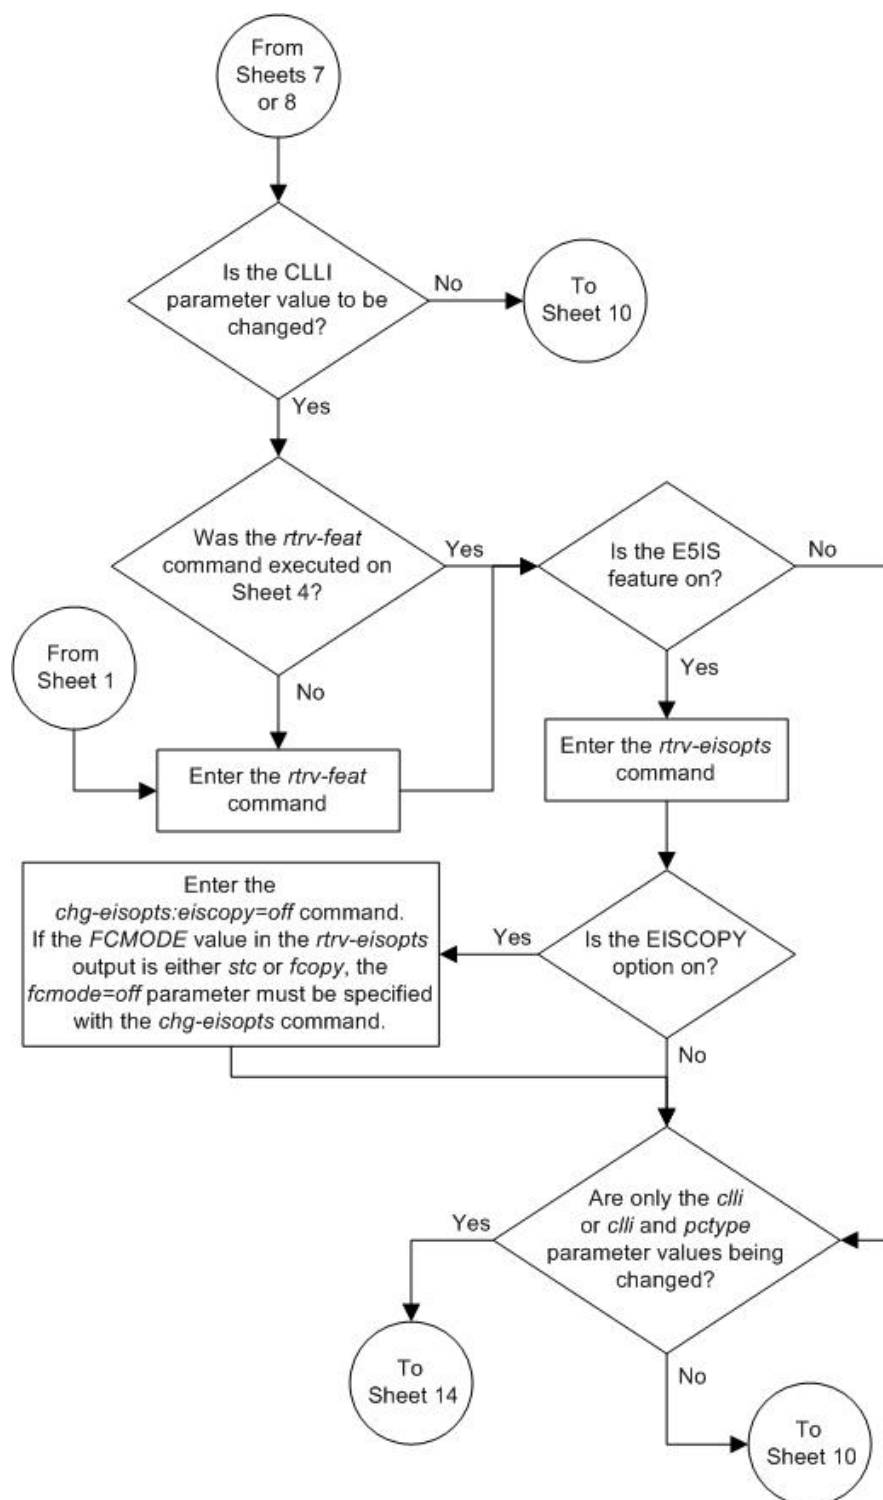 From
Sheets 7
or 8
Is the CLLI
parameter value to be
changed?
No
To
Sheet 10
Yes
Was the rtrv-feat
command executed on
Sheet 4?
Yes
Is the E5IS
feature on?
No
From
Sheet 1
No
Yes
Enter the rtrv-feat
command
Enter the rtrv-eisopts
command
Enter the
chg-eisopts:eiscopy=off command.
If the FCMODE value in the rtrv-eisopts
output is either stc or fcopy, the
fcmode=off parameter must be specified
with the chg-eisopts command.
Yes
Is the EISCOPY
option on?
No
Are only the clli
or clli and pctype
parameter values being
changed?
Yes
To
Sheet 14
No
To
Sheet 10